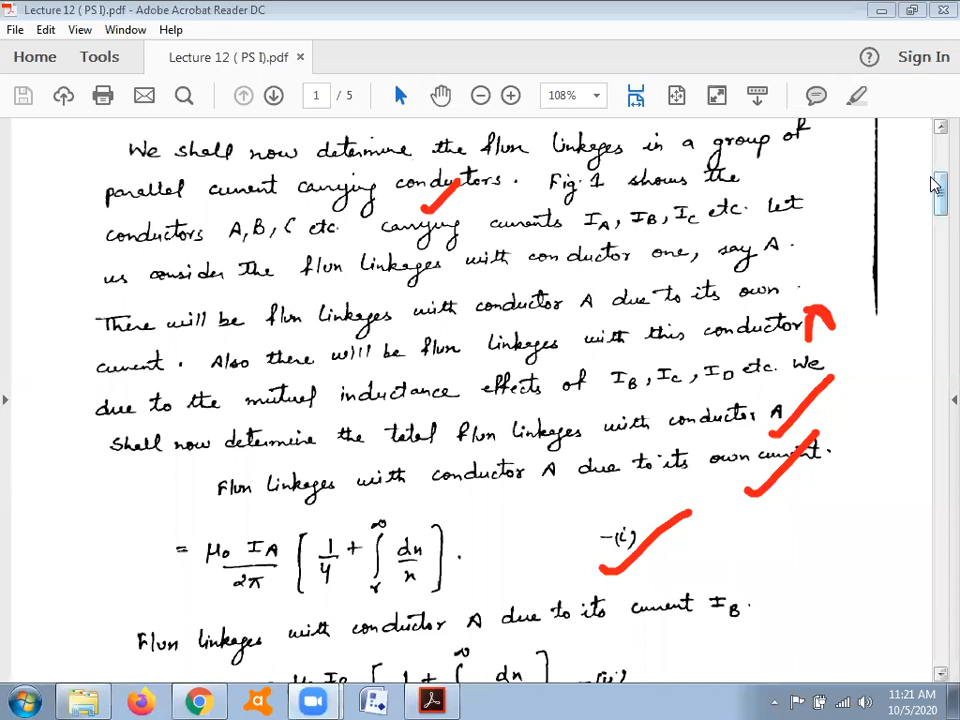 Lecture 12 ( PS I).pdf - Adobe Acrobat Reader DC
File Edit View Window Help
Home Tools Lecture 12 ( PS I).pdf × Sign In
1 / 5 108%
We shall now determine the flux linkages in a group of
parallel current carrying conductors. Fig. 1 shows the
conductors A, B, C etc. carrying currents IA, IB, IC etc. Let
us consider the flux linkages with conductor one, say A.
There will be flux linkages with conductor A due to its own
current. Also there will be flux linkages with this conductor
due to the mutual inductance effects of IB, IC, ID etc. We
shall now determine the total flux linkages with conductor A
Flux linkages with conductor A due to its own current.
= μ0 IA / 2π [ 1/4 + ∫r∞ dx/x ]. -(i)
Flux linkages with conductor A due to its current IB.
11:21 AM
10/5/2020